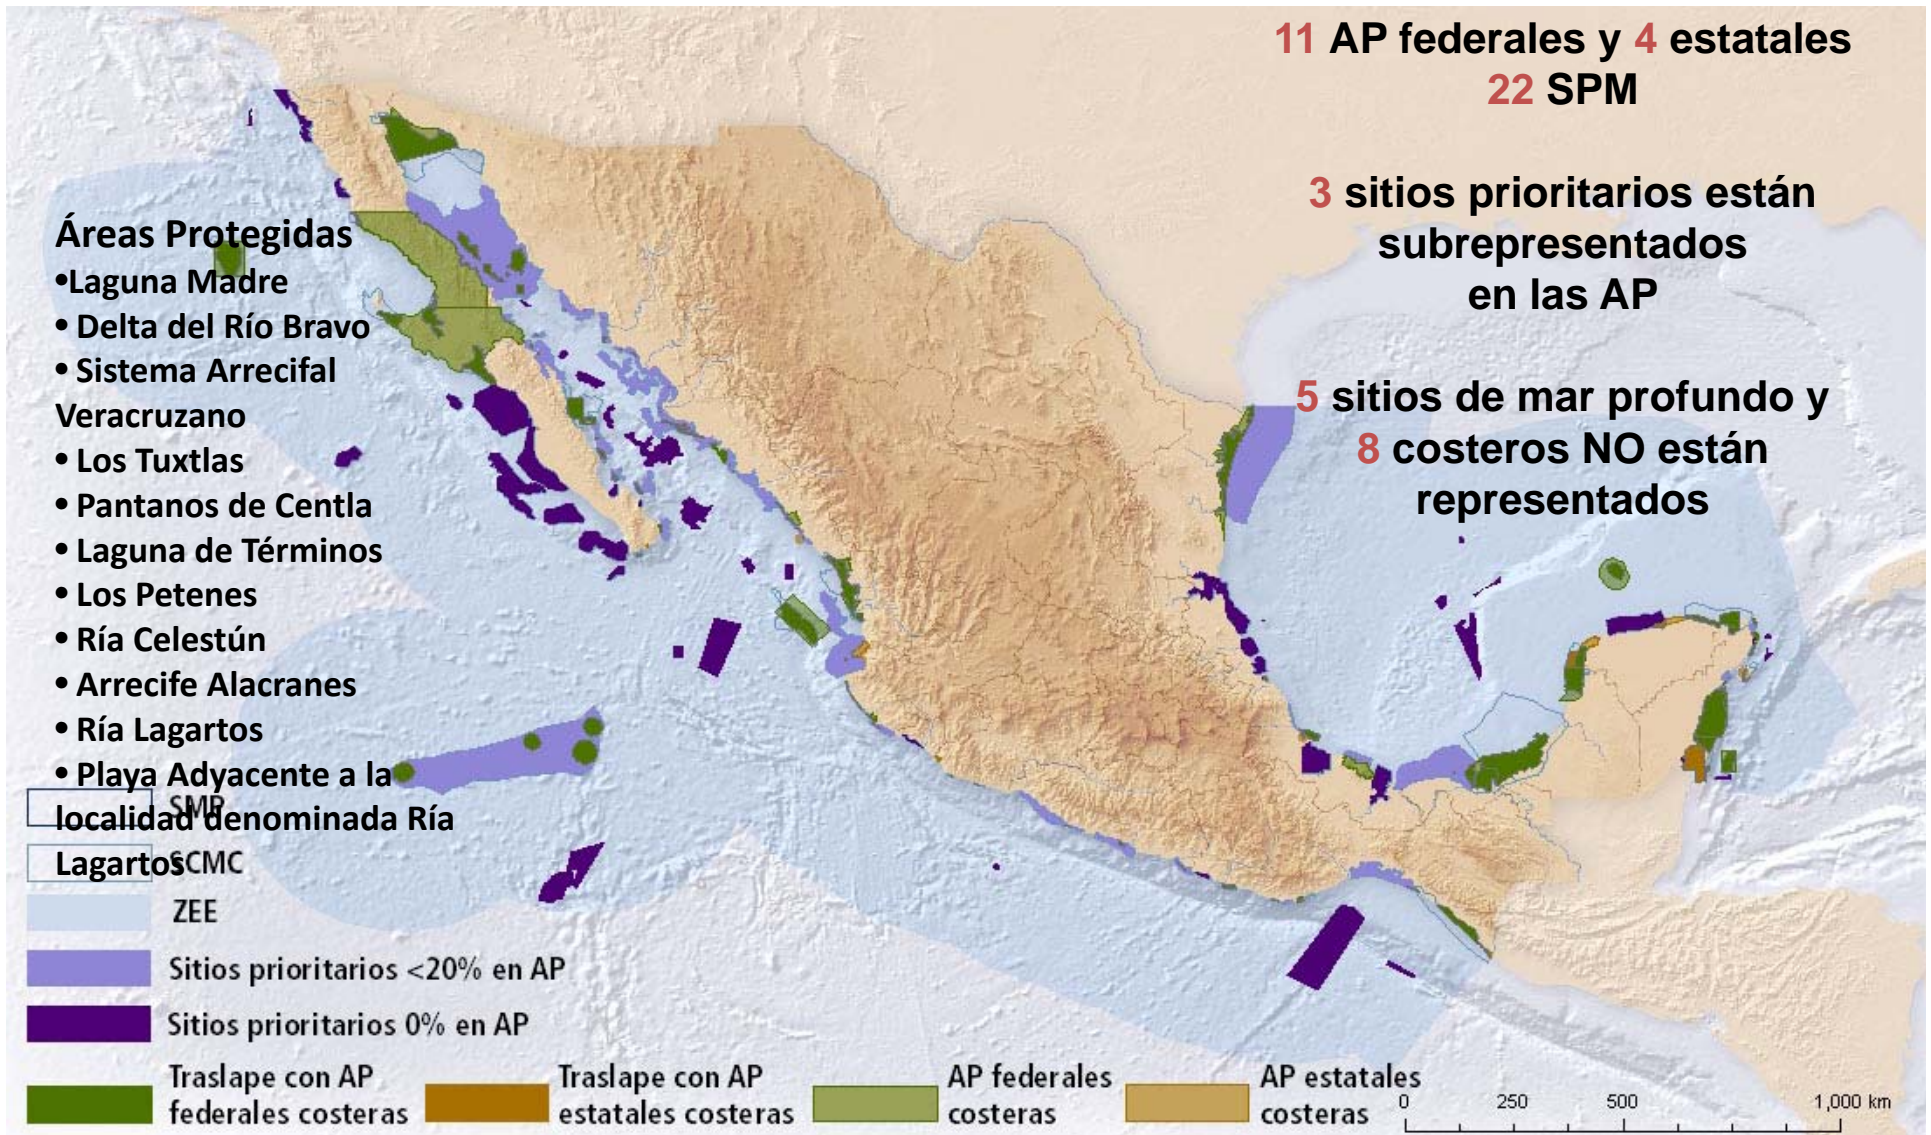 11 AP federales y 4 estatales
22 SPM
3 sitios prioritarios están
subrepresentados
en las AP
5 sitios de mar profundo y
8 costeros NO están
representados
Áreas Protegidas
•Laguna Madre
• Delta del Río Bravo
• Sistema Arrecifal
Veracruzano
• Los Tuxtlas
• Pantanos de Centla
• Laguna de Términos
• Los Petenes
• Ría Celestún
• Arrecife Alacranes
• Ría Lagartos
• Playa Adyacente a la
localidad denominada Ría
Lagartos
SMP
SCMC
ZEE
Sitios prioritarios <20% en AP
Sitios prioritarios 0% en AP
Traslape con AP
federales costeras
Traslape con AP
estatales costeras
AP federales
costeras
AP estatales
costeras
0 250 500 1,000 km